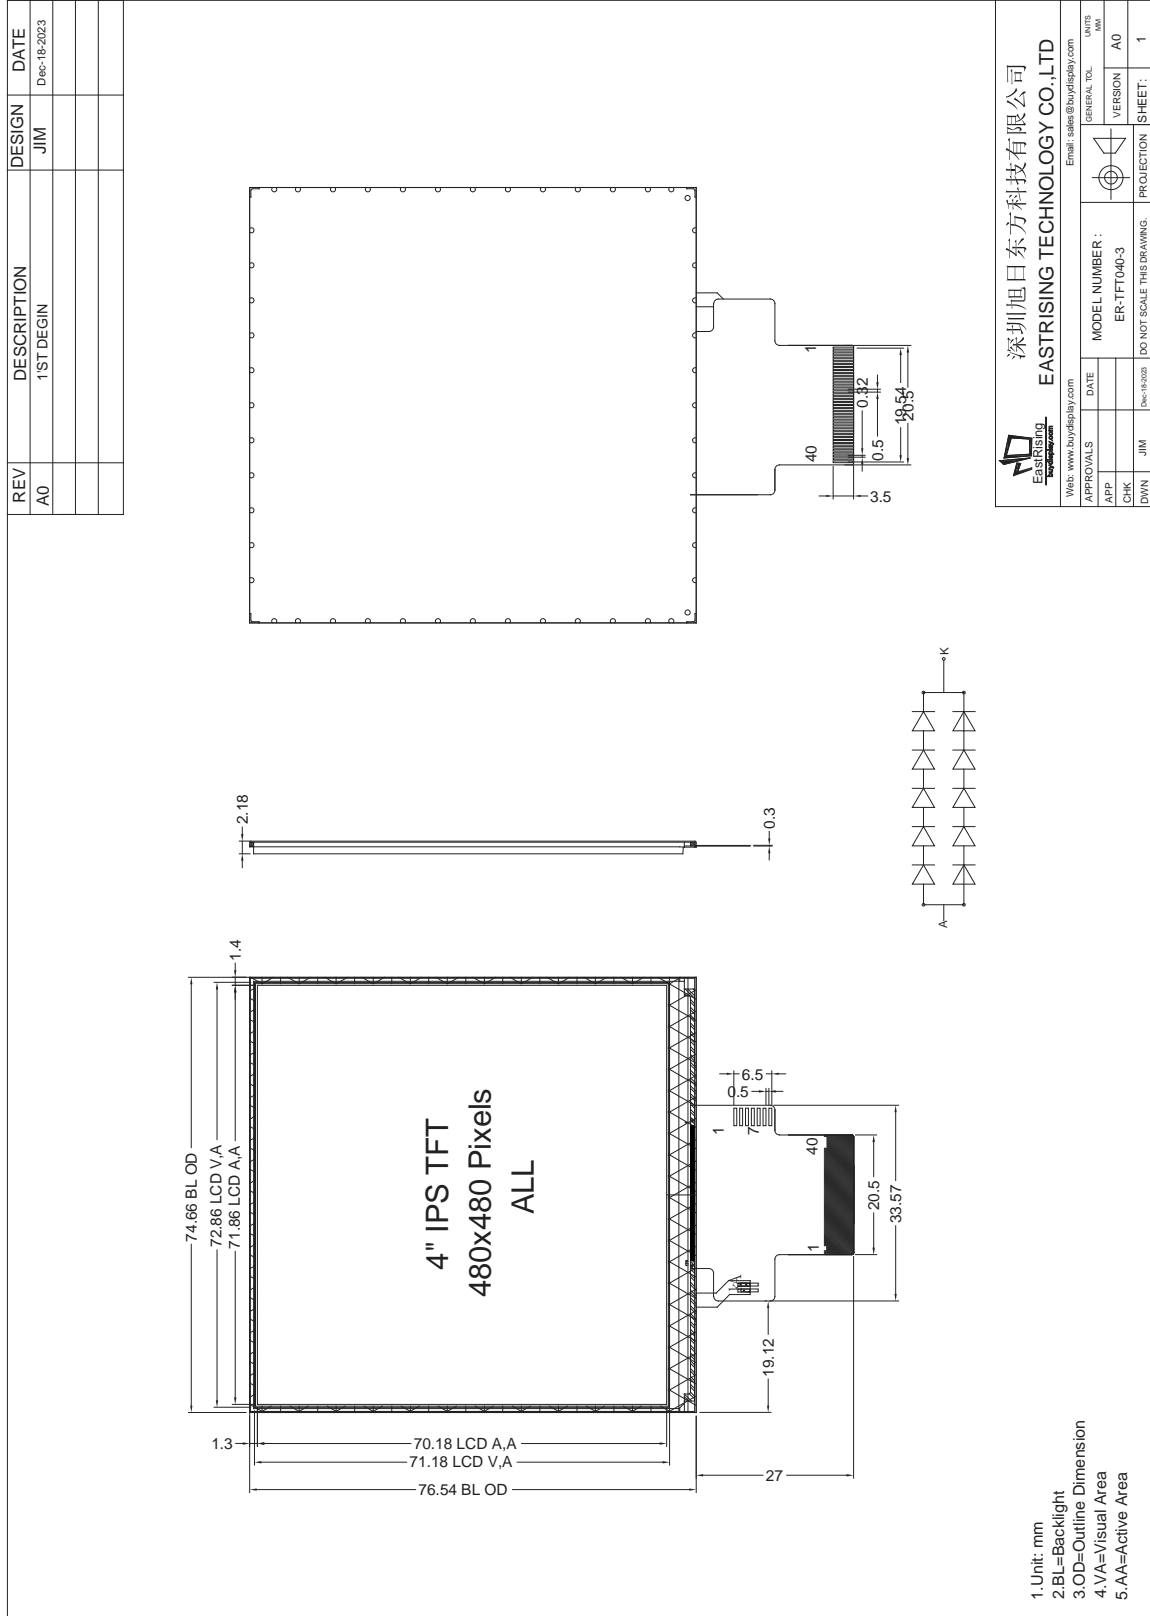 REV DESCRIPTION DESIGN DATE
A0 1'ST DEGIN JIM Dec-18-2023
74.66 BL OD
72.86 LCD V,A
71.86 LCD A,A
1.4
1.3
70.18 LCD A,A
71.18 LCD V,A
76.54 BL OD
4" IPS TFT
480x480 Pixels
ALL
27
19.12
6.5
0.5
1
7
1
40
20.5
33.57
2.18
0.3
A
K
40
1
0.32
0.5
19.54
20.5
3.5
1.Unit: mm
2.BL=Backlight
3.OD=Outline Dimension
4.VA=Visual Area
5.AA=Active Area
深圳旭日东方科技有限公司
EASTRISING TECHNOLOGY CO.,LTD
EastRising
buydisplay.com
Web: www.buydisplay.com Email: sales@buydisplay.com
APPROVALS DATE
APP
CHK
DWN JIM Dec-18-2023
MODEL NUMBER :
ER-TFT040-3
DO NOT SCALE THIS DRAWING.
PROJECTION
GENERAL TOL. UNITS
MM
VERSION A0
SHEET: 1